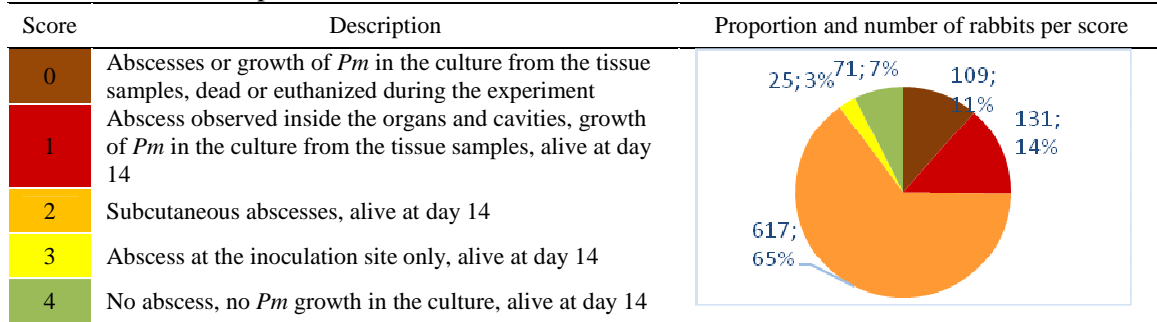 Score Description Proportion and number of rabbits per score
0
Abscesses or growth of Pm in the culture from the tissue
samples, dead or euthanized during the experiment
1
Abscess observed inside the organs and cavities, growth
of Pm in the culture from the tissue samples, alive at day
14
2 Subcutaneous abscesses, alive at day 14
3 Abscess at the inoculation site only, alive at day 14
4 No abscess, no Pm growth in the culture, alive at day 14
25; 3%
71; 7%
109;
11%
131;
14%
617;
65%